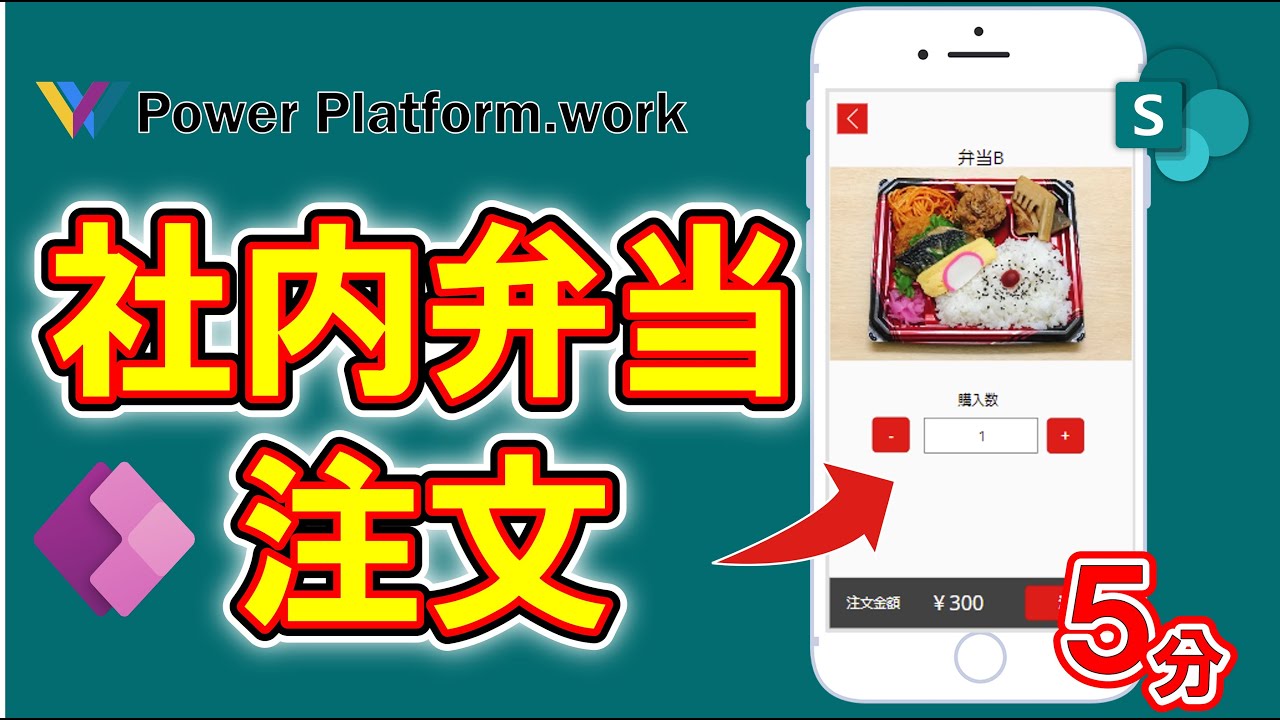 Power Platform.work
社内弁当
注文
S
弁当B
購入数
- 1 +
注文金額 ¥300
5分